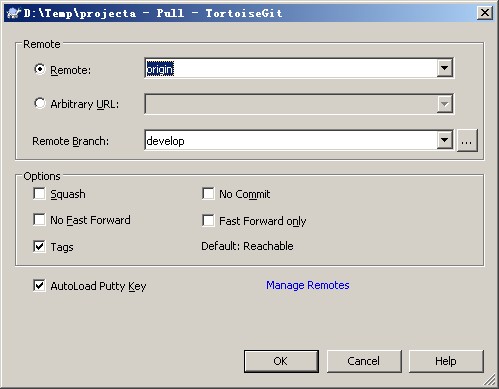 D:\Temp\projecta - Pull - TortoiseGit
Remote
Remote: origin
Arbitrary URL:
Remote Branch: develop ...
Options
Squash No Commit
No Fast Forward Fast Forward only
Tags Default: Reachable
AutoLoad Putty Key Manage Remotes
OK Cancel Help